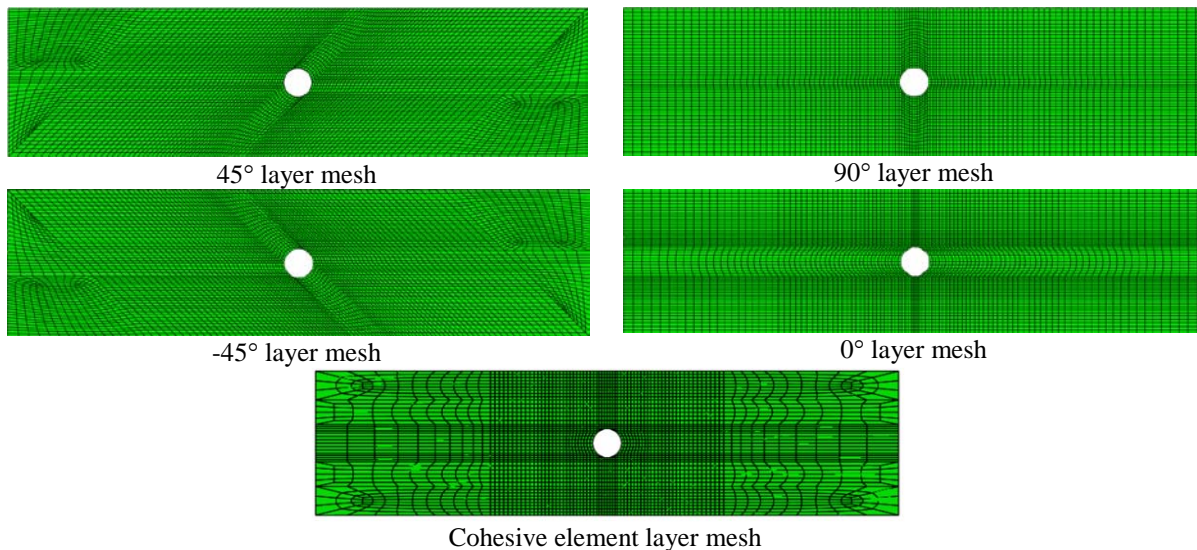 45° layer mesh
90° layer mesh
-45° layer mesh
0° layer mesh
Cohesive element layer mesh